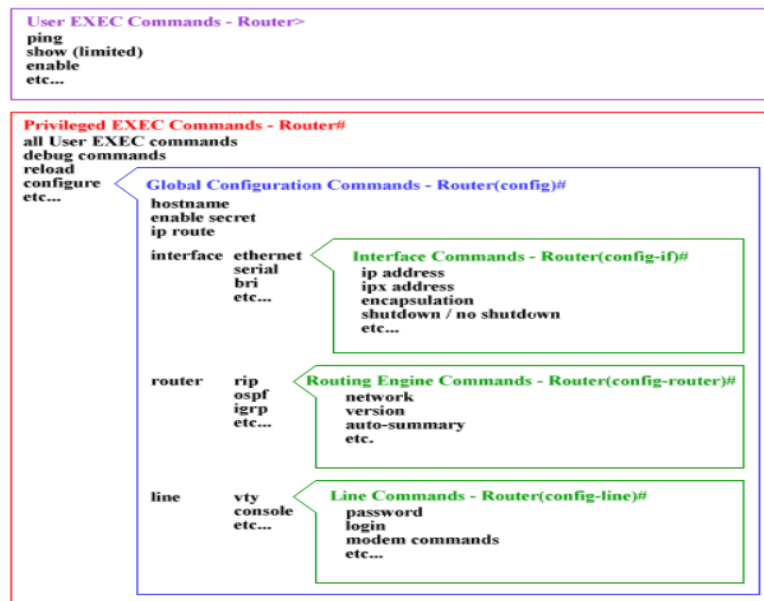 User EXEC Commands - Router>
ping
show (limited)
enable
etc...
Privileged EXEC Commands - Router#
all User EXEC commands
debug commands
reload
configure
etc...
Global Configuration Commands - Router(config)#
hostname
enable secret
ip route
interface ethernet
serial
bri
etc...
Interface Commands - Router(config-if)#
ip address
ipx address
encapsulation
shutdown / no shutdown
etc...
router rip
ospf
igrp
etc...
Routing Engine Commands - Router(config-router)#
network
version
auto-summary
etc.
line vty
console
etc...
Line Commands - Router(config-line)#
password
login
modem commands
etc...